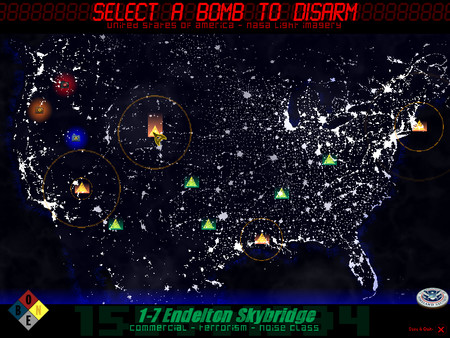 SELECT A BOMB TO DISARM
United States of America - NASA Light Imagery
B O N E
1-7 Endelton Skybridge
Commercial - Terrorism - Noise Class